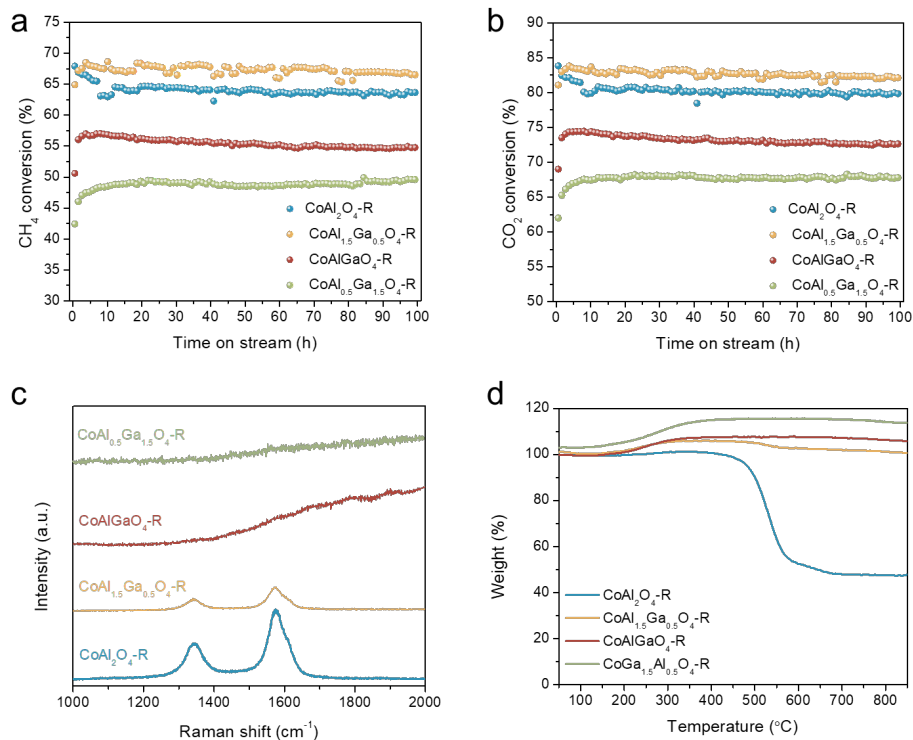 a
75
70
65
60
55
50
45
40
35
30
CH₄ conversion (%)
0 10 20 30 40 50 60 70 80 90 100
Time on stream (h)
CoAl₂O₄-R
CoAl₁.₅Ga₀.₅O₄-R
CoAlGaO₄-R
CoAl₀.₅Ga₁.₅O₄-R
b
95
90
85
80
75
70
65
60
55
50
CO₂ conversion (%)
0 10 20 30 40 50 60 70 80 90 100
Time on stream (h)
CoAl₂O₄-R
CoAl₁.₅Ga₀.₅O₄-R
CoAlGaO₄-R
CoAl₀.₅Ga₁.₅O₄-R
c
Intensity (a.u.)
CoAl₀.₅Ga₁.₅O₄-R
CoAlGaO₄-R
CoAl₁.₅Ga₀.₅O₄-R
CoAl₂O₄-R
1000 1200 1400 1600 1800 2000
Raman shift (cm⁻¹)
d
120
100
80
60
40
20
0
Weight (%)
CoAl₂O₄-R
CoAl₁.₅Ga₀.₅O₄-R
CoAlGaO₄-R
CoGa₁.₅Al₀.₅O₄-R
100 200 300 400 500 600 700 800
Temperature (°C)